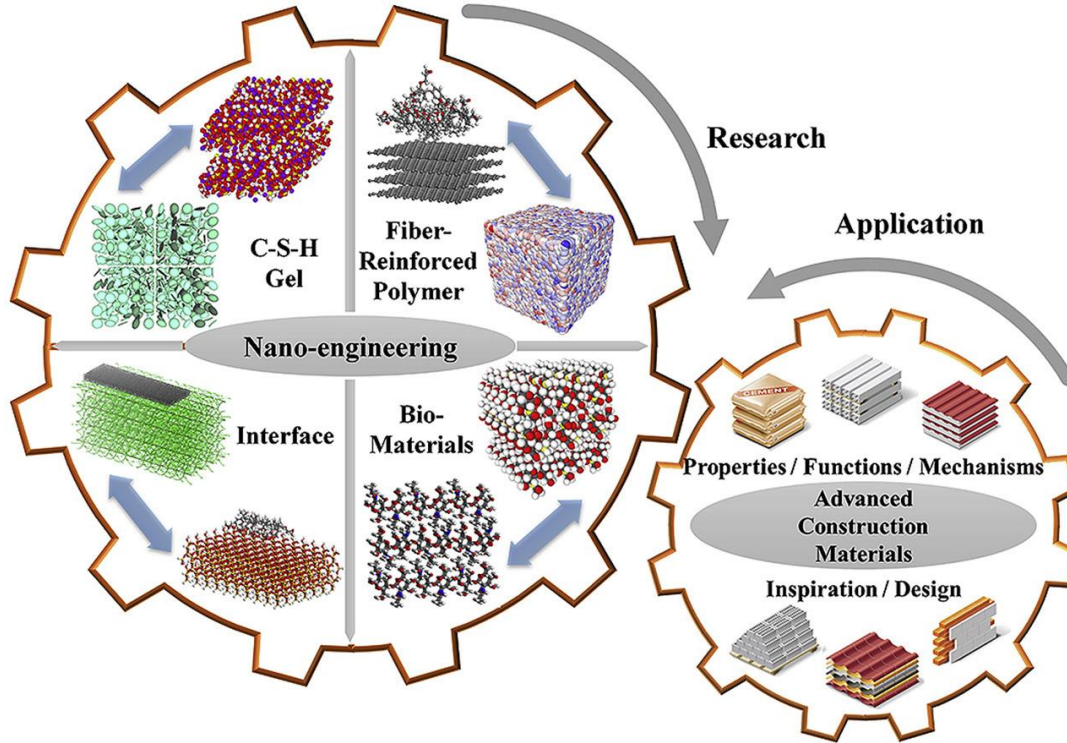 Research
Application
C-S-H
Gel
Fiber-
Reinforced
Polymer
Nano-engineering
Interface
Bio-
Materials
CEMENT
Properties / Functions / Mechanisms
Advanced
Construction
Materials
Inspiration / Design